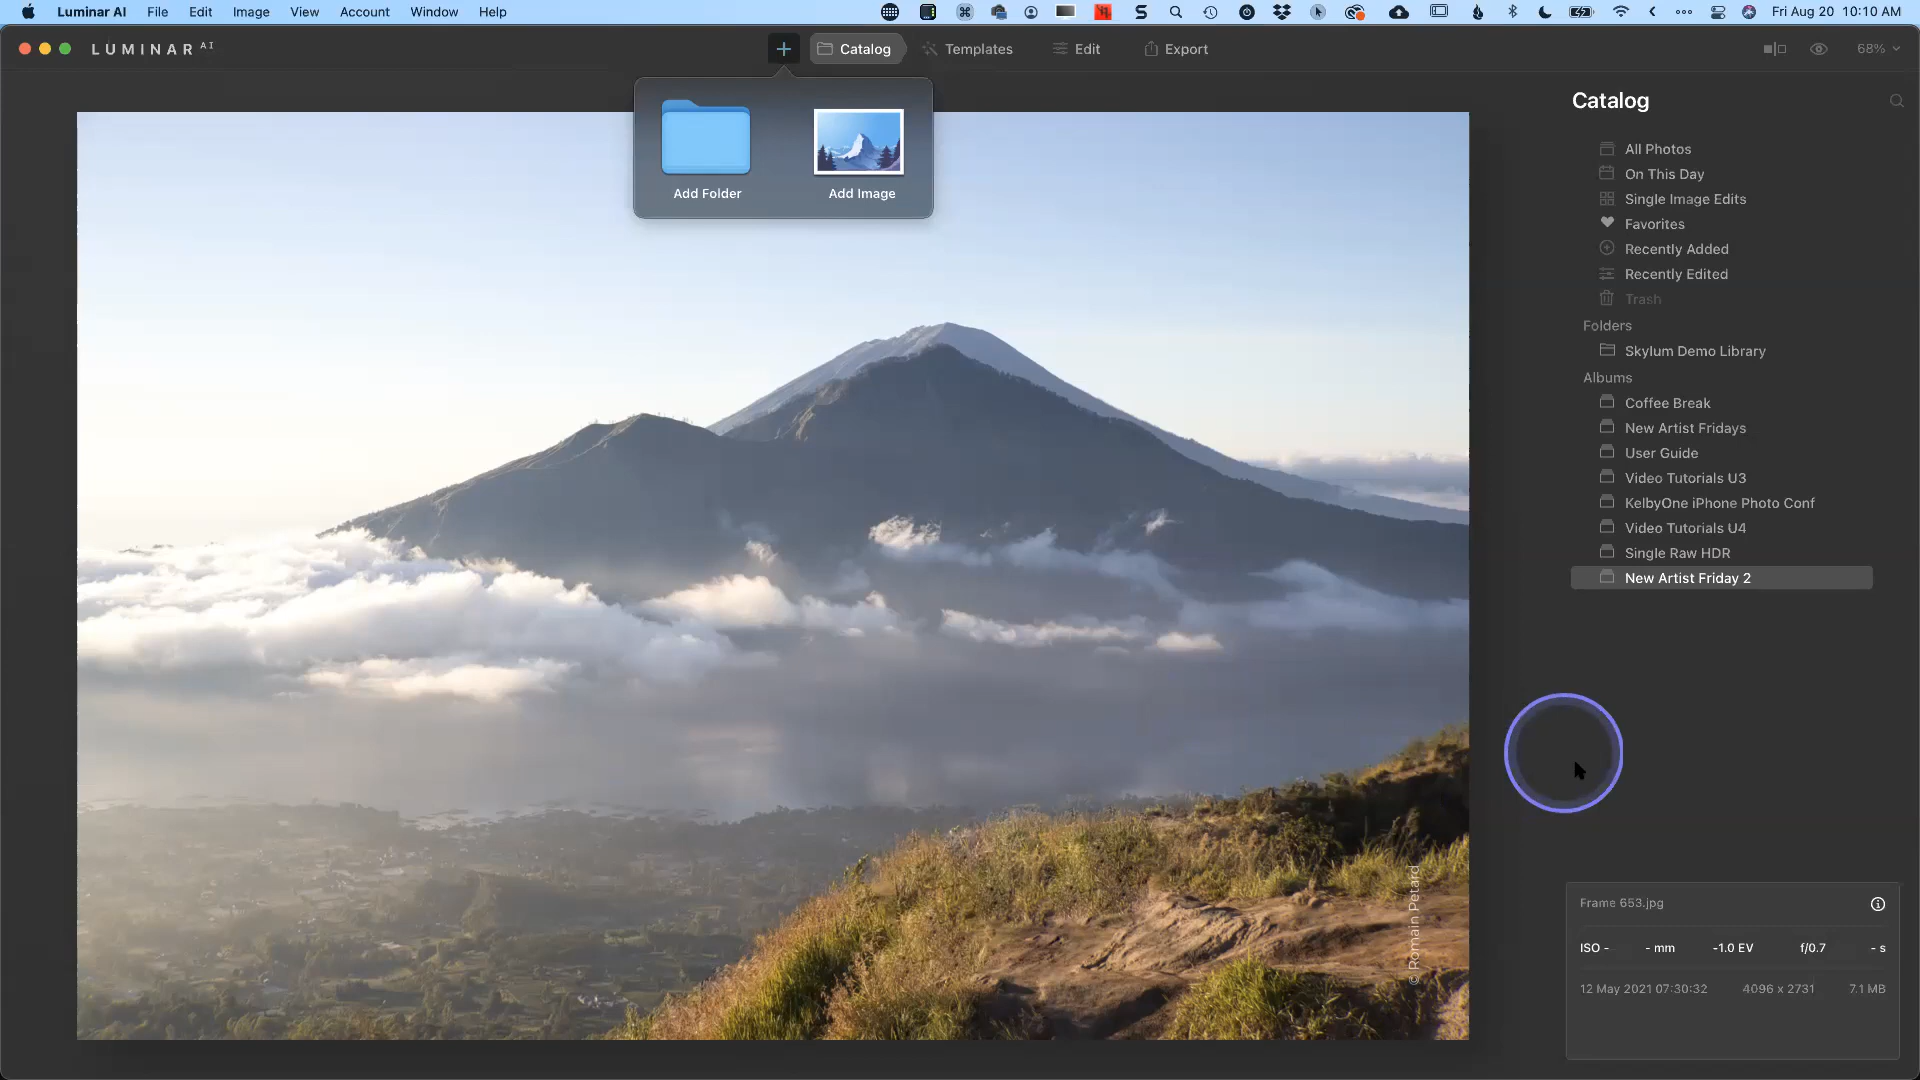 Luminar AI File Edit Image View Account Window Help Fri Aug 20 10:10 AM
LUMINAR AI Catalog Templates Edit Export 68%
Add Folder Add Image
Catalog
All Photos
On This Day
Single Image Edits
Favorites
Recently Added
Recently Edited
Trash
Folders
Skylum Demo Library
Albums
Coffee Break
New Artist Fridays
User Guide
Video Tutorials U3
KelbyOne iPhone Photo Conf
Video Tutorials U4
Single Raw HDR
New Artist Friday 2
© Romain Petard
Frame 653.jpg
ISO - - mm -1.0 EV f/0.7 - s
12 May 2021 07:30:32 4096 x 2731 7.1 MB